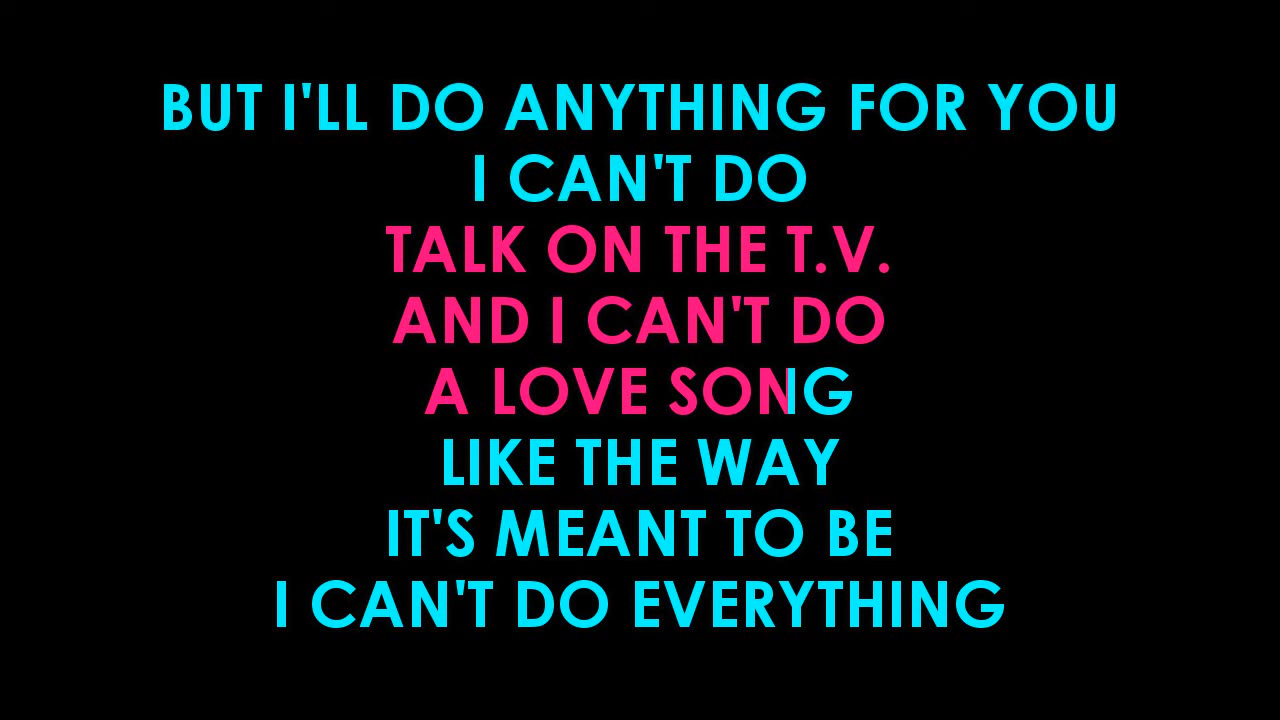 BUT I'LL DO ANYTHING FOR YOU
I CAN'T DO
TALK ON THE T.V.
AND I CAN'T DO
A LOVE SONG
LIKE THE WAY
IT'S MEANT TO BE
I CAN'T DO EVERYTHING